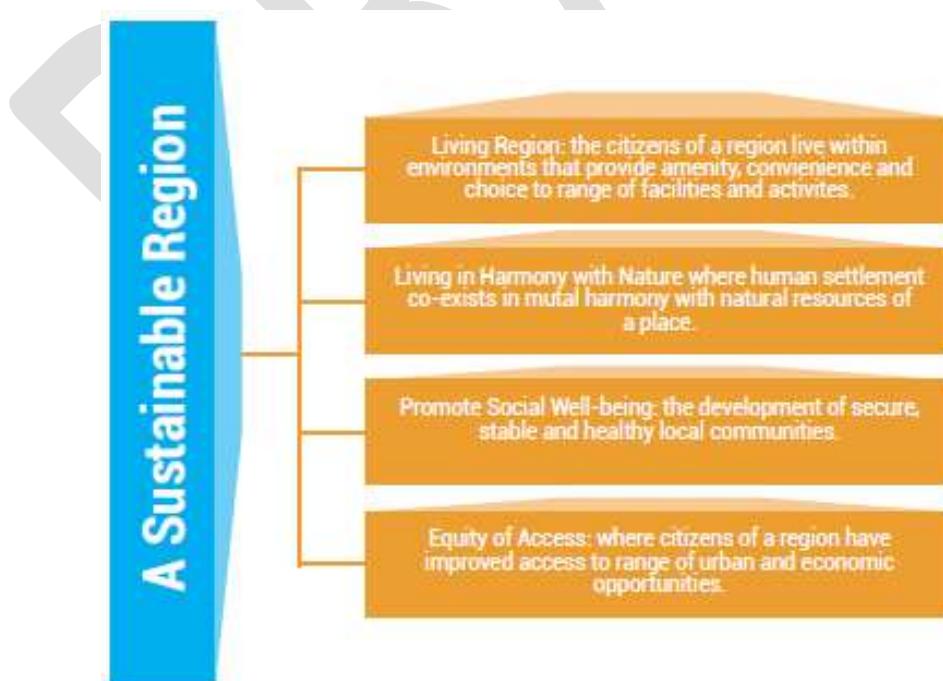 A Sustainable Region
Living Region: the citizens of a region live within
environments that provide amenity, convienience and
choice to range of facilities and activites.
Living in Harmony with Nature where human settlement
co-exists in mutal harmony with natural resources of
a place.
Promote Social Well-being: the development of secure,
stable and healthy local communities.
Equity of Access: where citizens of a region have
improved access to range of urban and economic
opportunities.